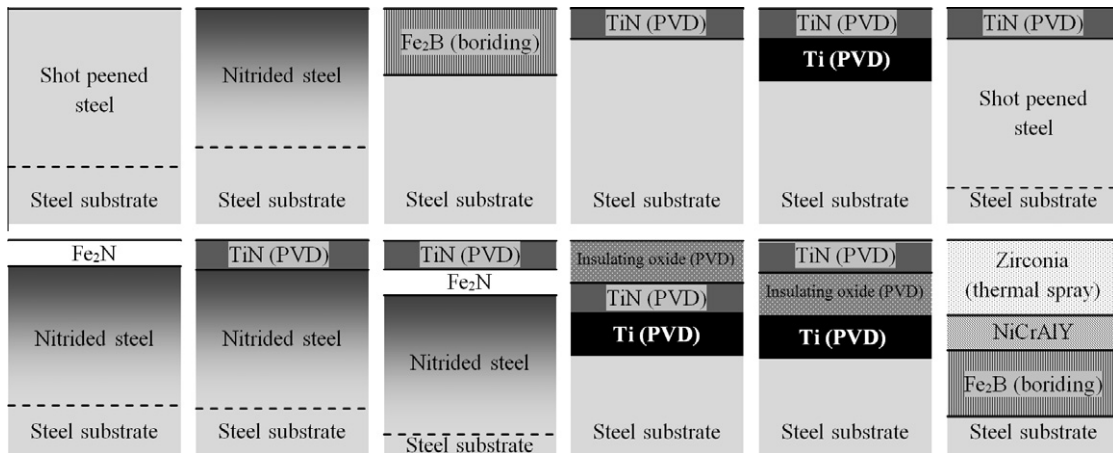 Shot peened
steel
Steel substrate
Nitrided steel
Steel substrate
Fe₂B (boriding)
Steel substrate
TiN (PVD)
Steel substrate
TiN (PVD)
Ti (PVD)
Steel substrate
TiN (PVD)
Shot peened
steel
Steel substrate
Fe₂N
Nitrided steel
Steel substrate
TiN (PVD)
Nitrided steel
Steel substrate
TiN (PVD)
Fe₂N
Nitrided steel
Steel substrate
Insulating oxide (PVD)
TiN (PVD)
Ti (PVD)
Steel substrate
TiN (PVD)
Insulating oxide (PVD)
Ti (PVD)
Steel substrate
Zirconia
(thermal spray)
NiCrAlY
Fe₂B (boriding)
Steel substrate